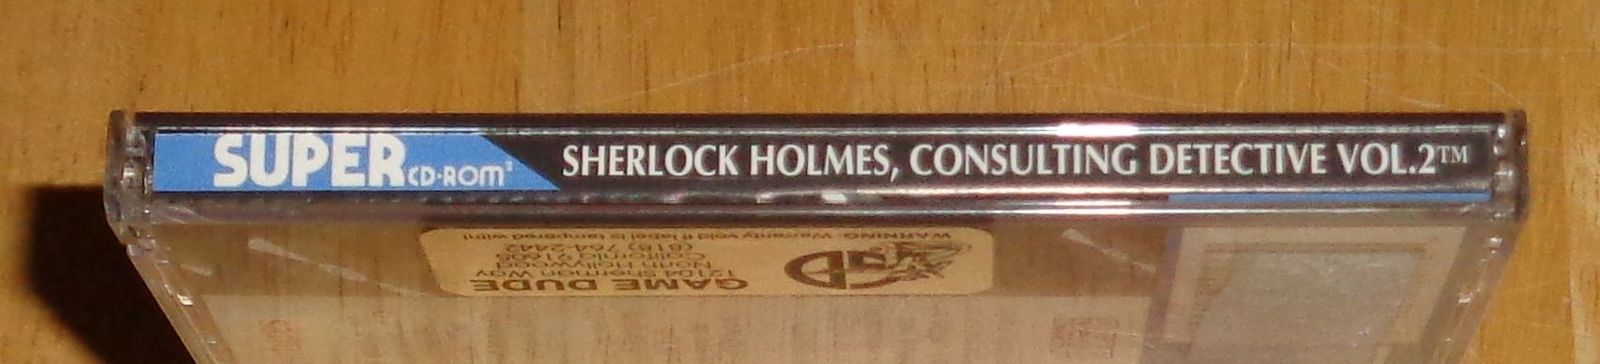 SUPER CD-ROM²
SHERLOCK HOLMES, CONSULTING DETECTIVE VOL.2™
GAME DUDE
12104 Sherman Way
North Hollywood
California 91605
(818) 764-2442
WARNING: Warranty void if label is tampered with!
GD